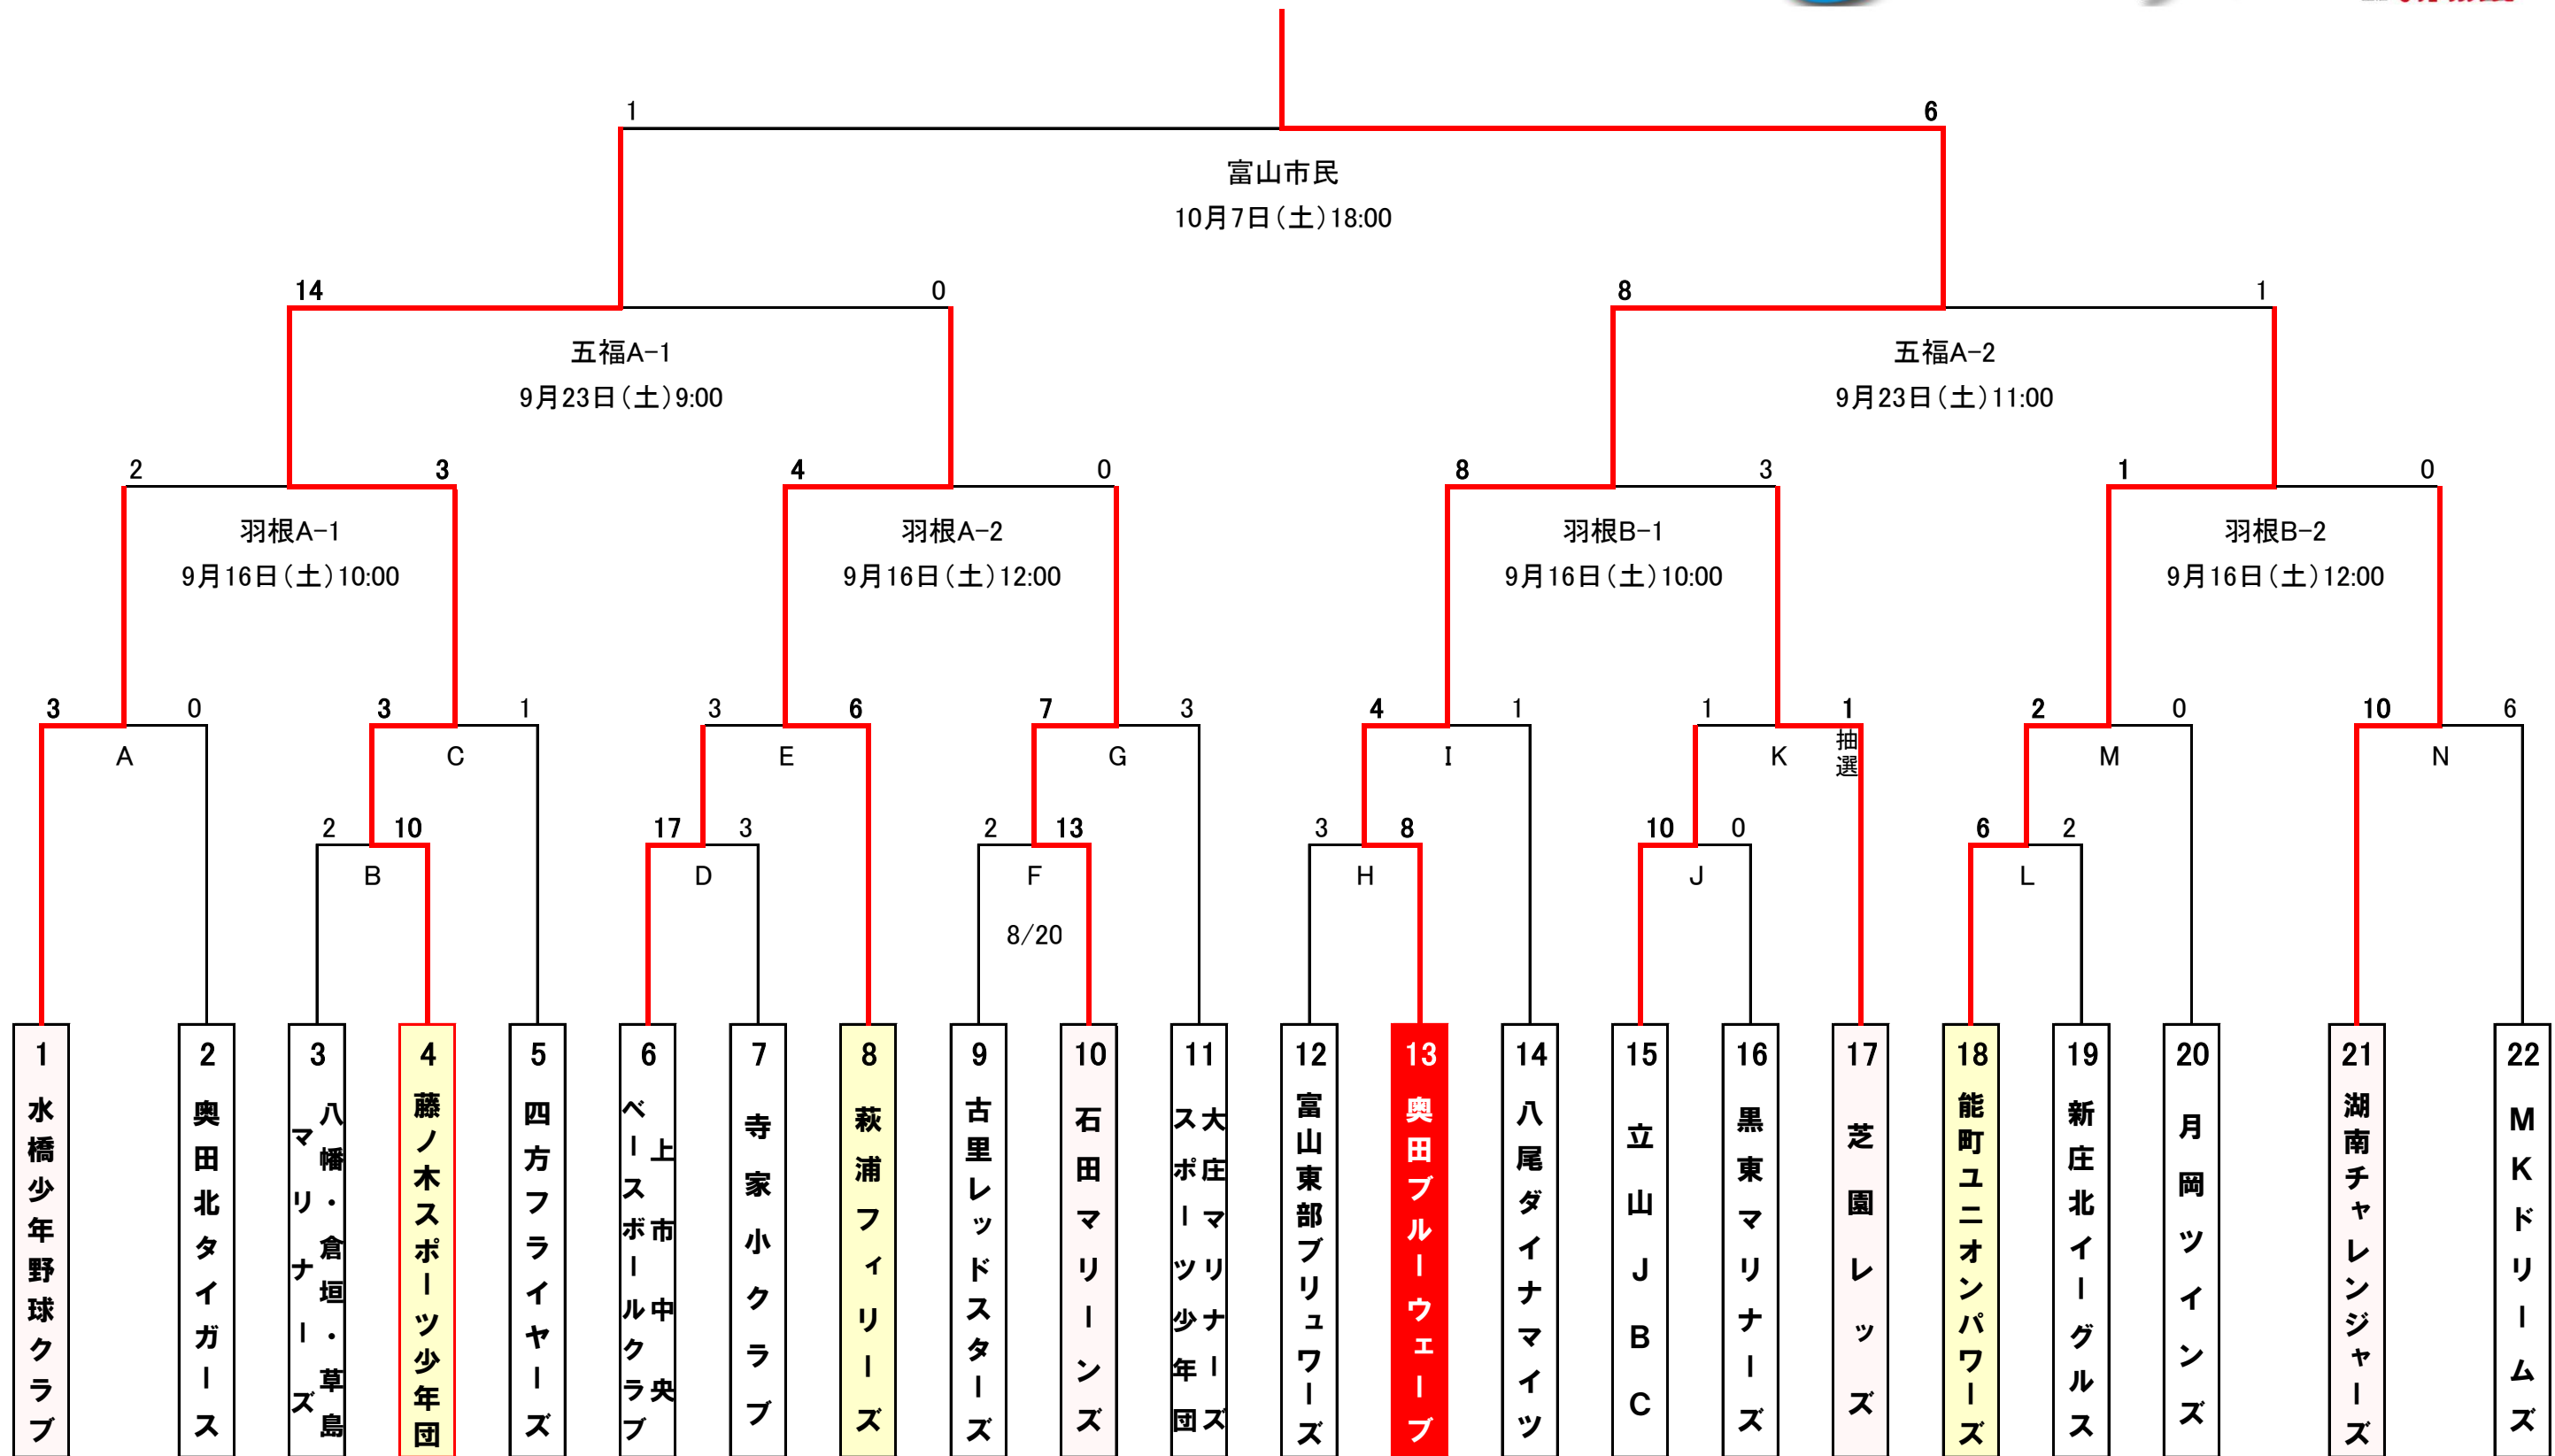 1 6
富山市民
10月7日(土)18:00
14 0 8 1
五福A-1 五福A-2
9月23日(土)9:00 9月23日(土)11:00
2 3 4 0 8 3 1 0
羽根A-1 羽根A-2 羽根B-1 羽根B-2
9月16日(土)10:00 9月16日(土)12:00 9月16日(土)10:00 9月16日(土)12:00
3 0 3 1 3 6 7 3 4 1 1 1 2 0 10 6
A C E G I K 抽選 M N
2 10 17 3 2 13 3 8 10 0 6 2
B D F H J L
8/20
1 水橋少年野球クラブ
2 奥田北タイガース
3 八幡・倉垣・草島マリナーズ
4 藤ノ木スポーツ少年団
5 四方フライヤーズ
6 上市中央ベースボールクラブ
7 寺家小クラブ
8 萩浦フィリーズ
9 古里レッドスターズ
10 石田マリーンズ
11 大庄マリナーズスポーツ少年団
12 富山東部ブリュワーズ
13 奥田ブルーウェーブ
14 八尾ダイナマイツ
15 立山JBC
16 黒東マリナーズ
17 芝園レッズ
18 能町ユニオンパワーズ
19 新庄北イーグルス
20 月岡ツインズ
21 湖南チャレンジャーズ
22 MKドリームズ